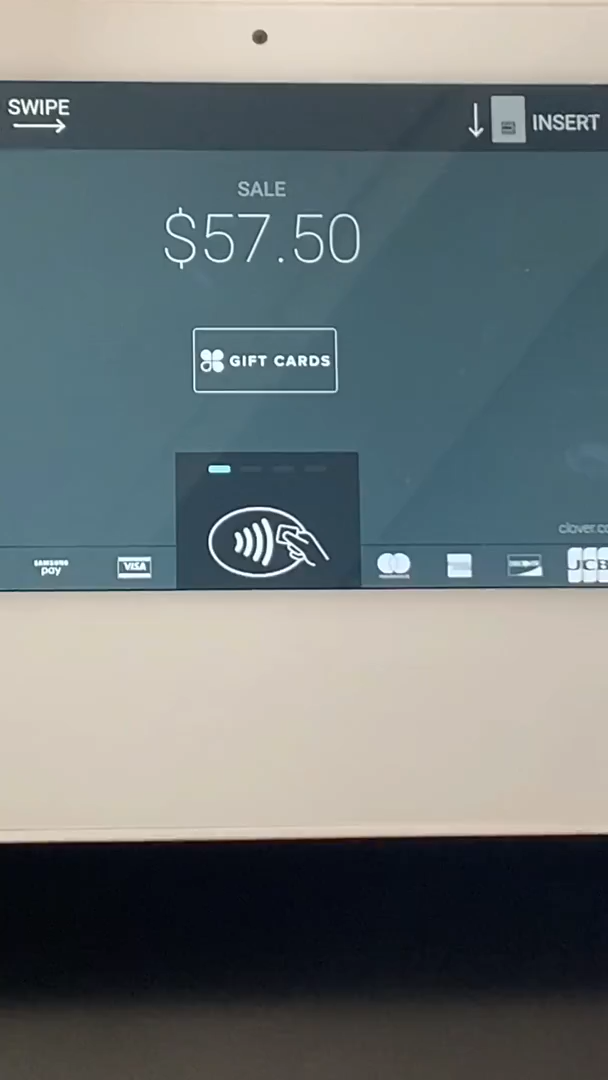 SWIPE
INSERT
SALE
$57.50
GIFT CARDS
clover.co
SAMSUNG
pay
VISA
JCB